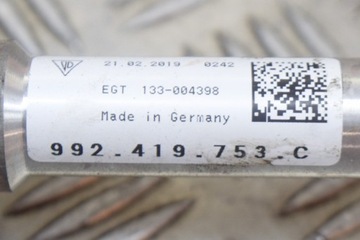 21.02.2019 0242
EGT 133-004398
Made in Germany
992.419.753.C